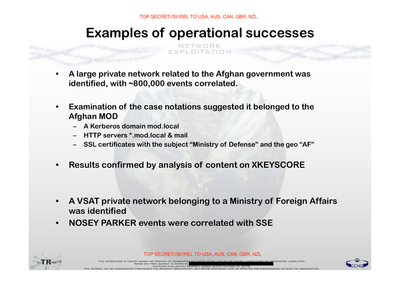 TOP SECRET//SI//REL TO USA, AUS, CAN, GBR, NZL
Examples of operational successes
NETWORK
EXPLOITATION
• A large private network related to the Afghan government was
identified, with ~800,000 events correlated.
• Examination of the case notations suggested it belonged to the
Afghan MOD
– A Kerberos domain mod.local
– HTTP servers *.mod.local & mail
– SSL certificates with the subject “Ministry of Defense” and the geo “AF”
• Results confirmed by analysis of content on XKEYSCORE
• A VSAT private network belonging to a Ministry of Foreign Affairs
was identified
• NOSEY PARKER events were correlated with SSE
TOP SECRET//SI//REL TO USA, AUS, CAN, GBR, NZL
TR
GCHQ